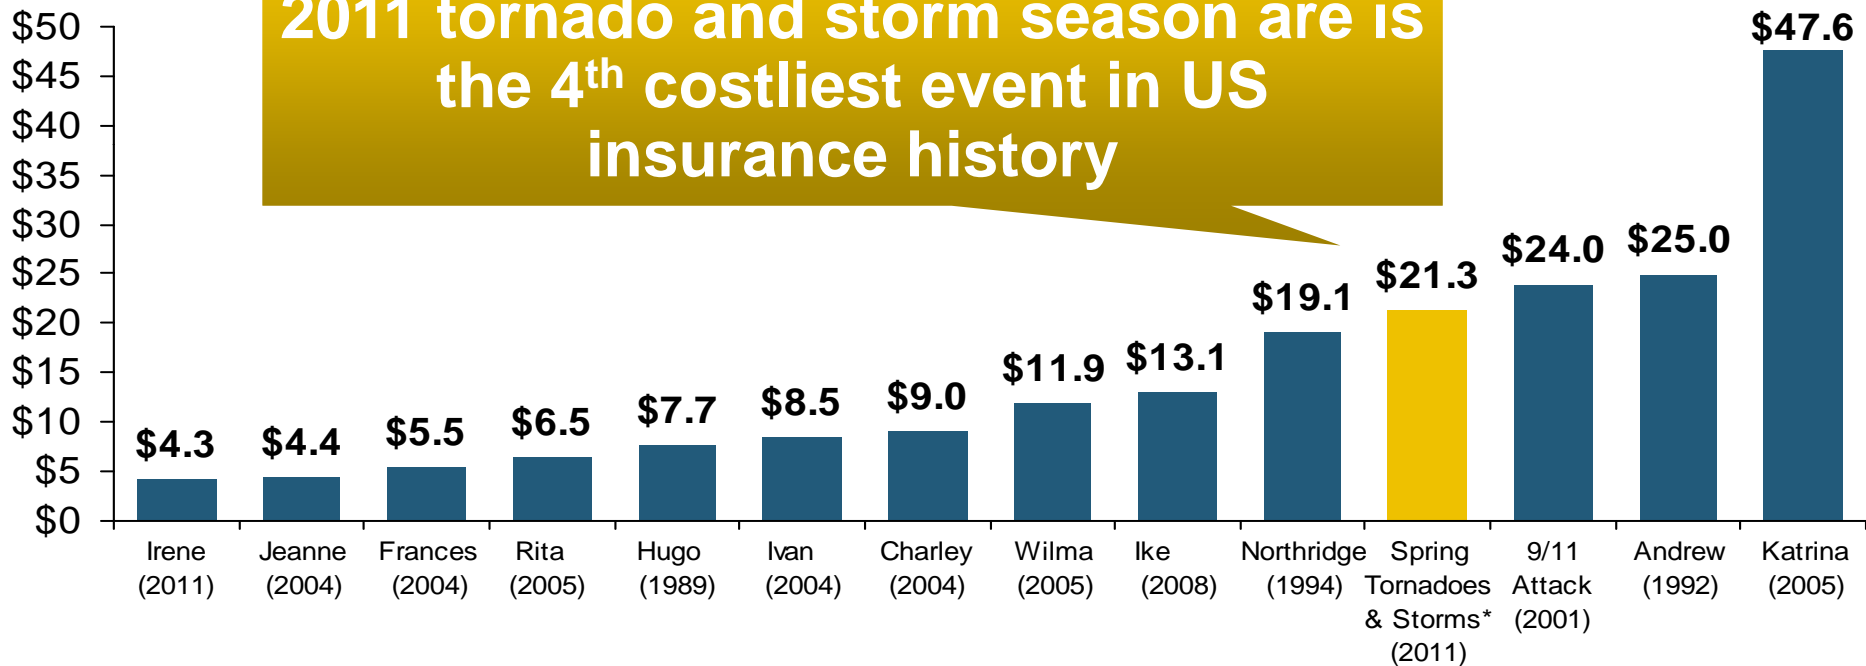 2011 tornado and storm season are is
the 4th costliest event in US
insurance history
$50
$45
$40
$35
$30
$25
$20
$15
$10
$5
$0
$4.3
$4.4
$5.5
$6.5
$7.7
$8.5
$9.0
$11.9
$13.1
$19.1
$21.3
$24.0
$25.0
$47.6
Irene
(2011)
Jeanne
(2004)
Frances
(2004)
Rita
(2005)
Hugo
(1989)
Ivan
(2004)
Charley
(2004)
Wilma
(2005)
Ike
(2008)
Northridge
(1994)
Spring
Tornadoes
& Storms*
(2011)
9/11
Attack
(2001)
Andrew
(1992)
Katrina
(2005)